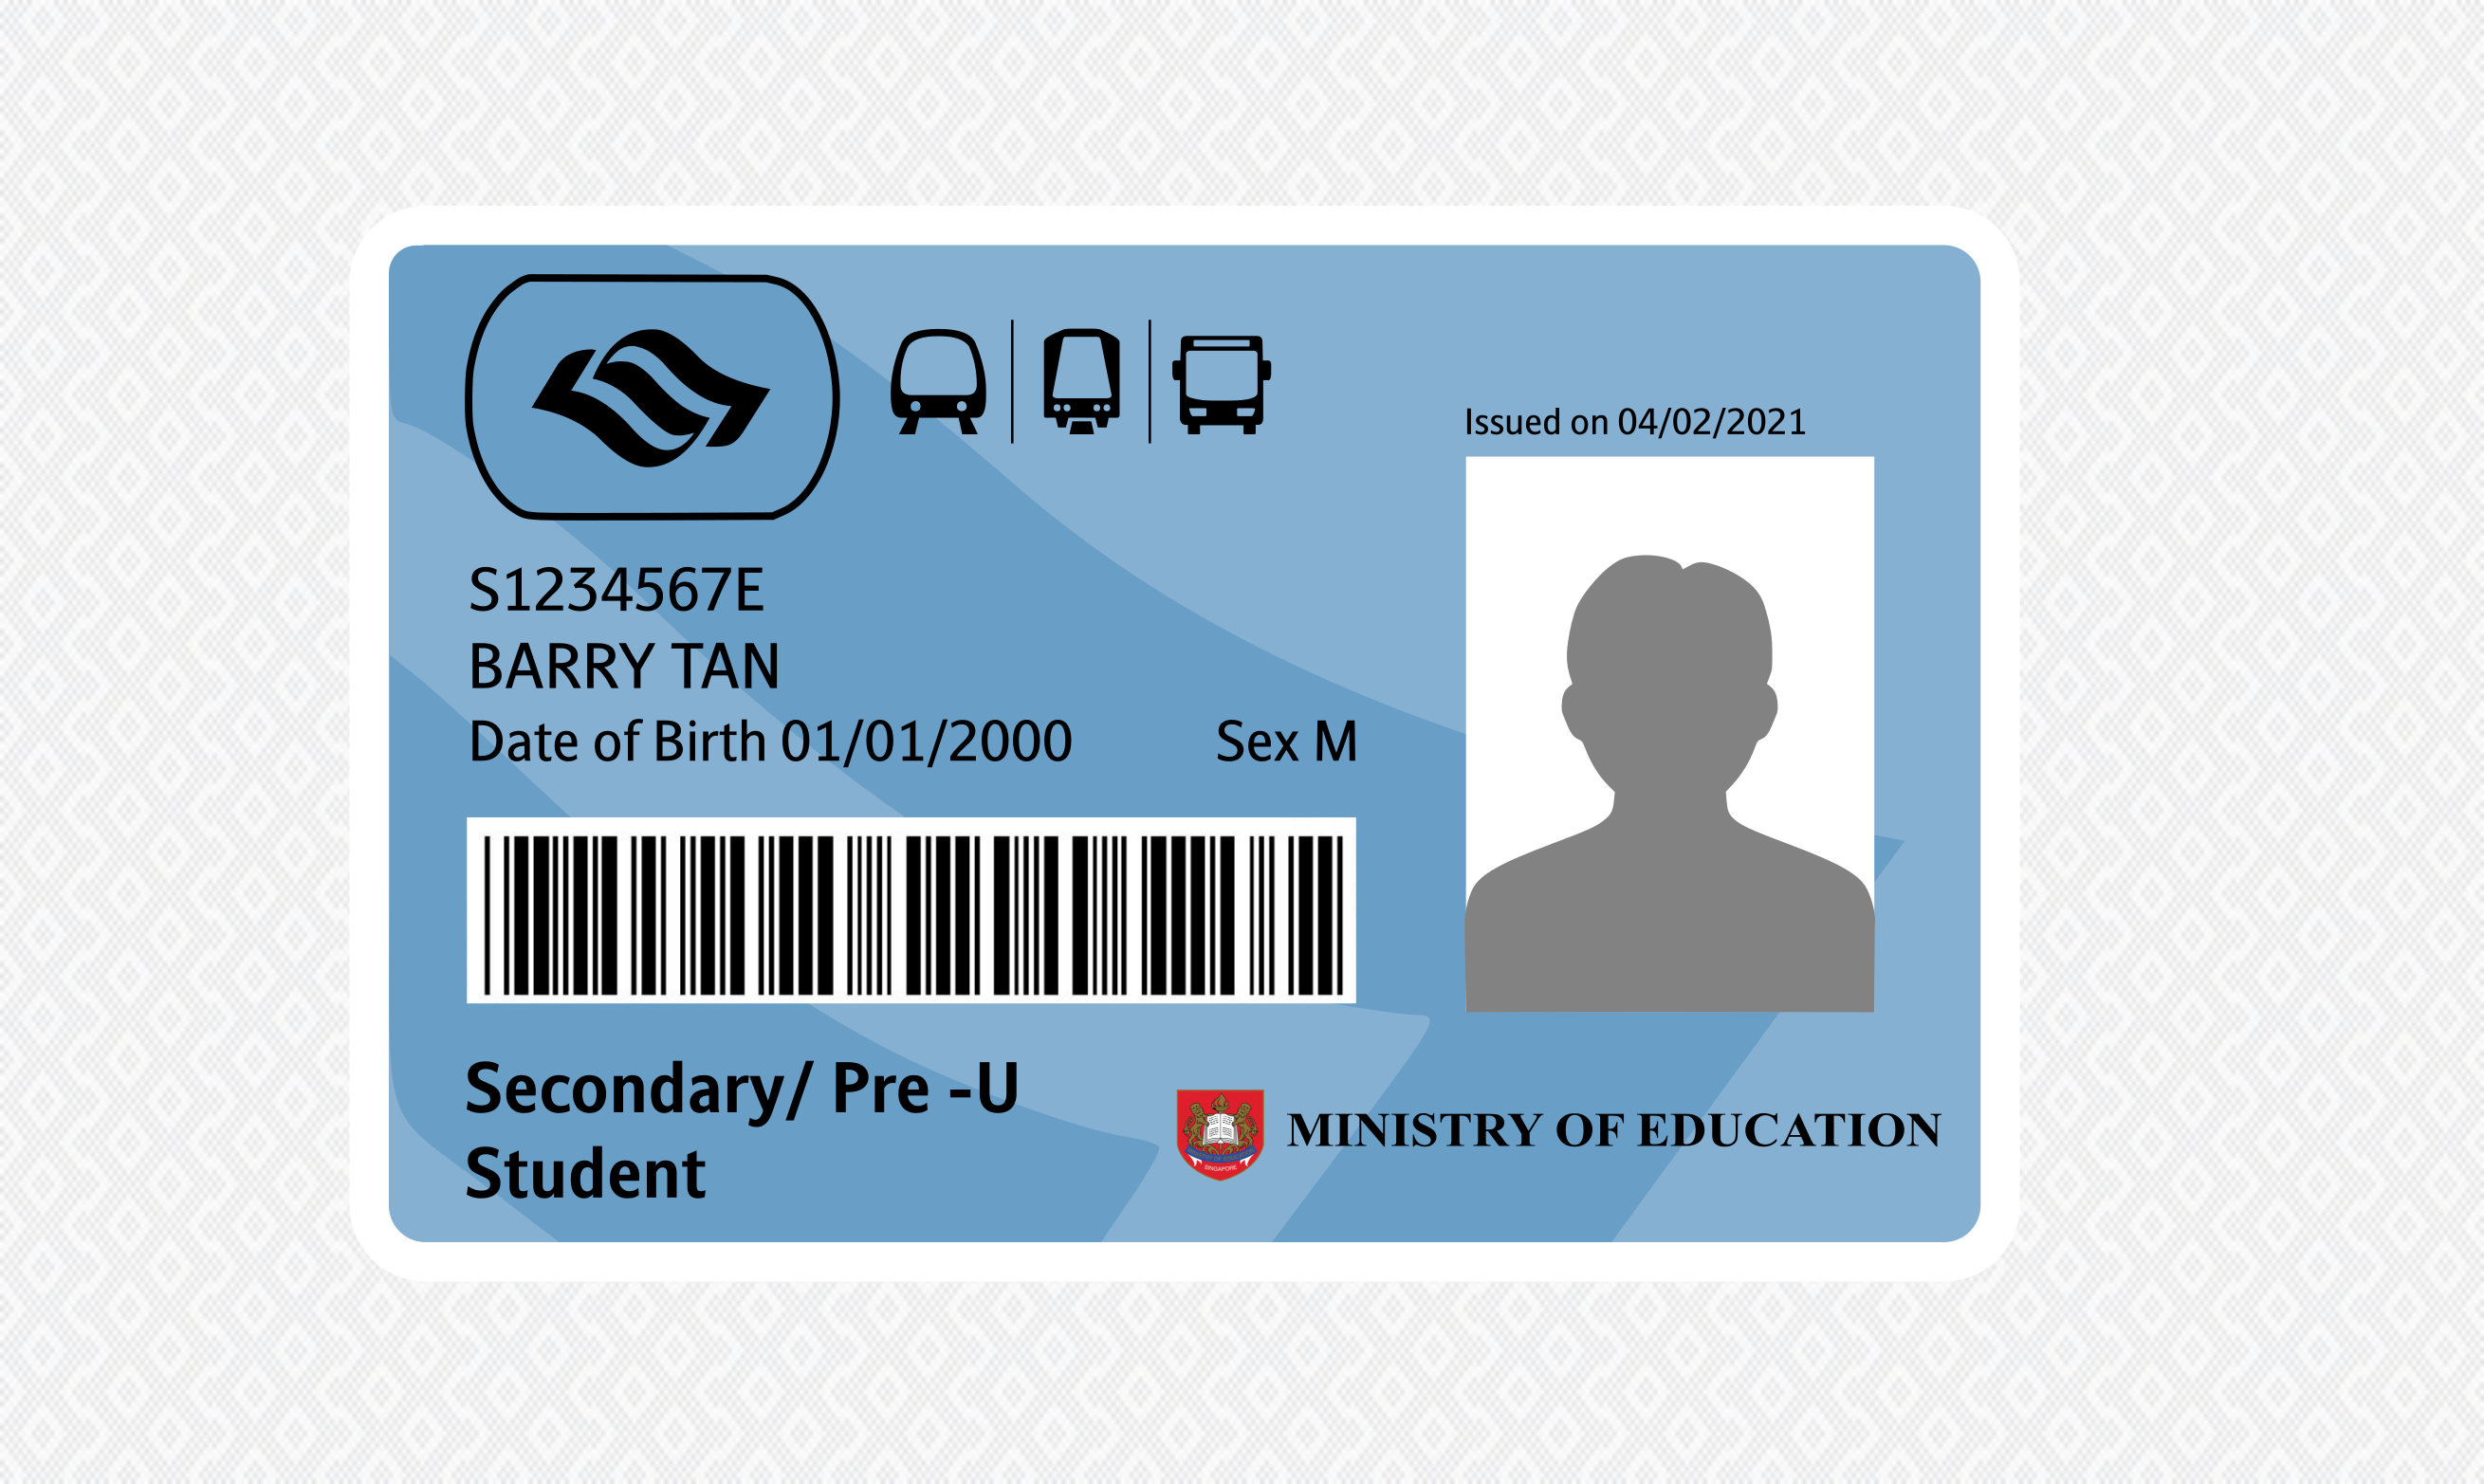 Issued on 04/02/2021
S1234567E
BARRY TAN
Date of Birth 01/01/2000 Sex M
Secondary/ Pre -U
Student
MINISTRY OF EDUCATION
SINGAPORE